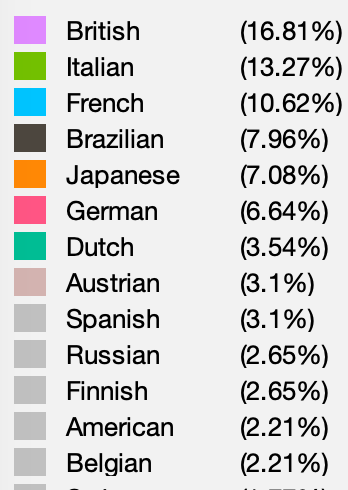 British (16.81%)
Italian (13.27%)
French (10.62%)
Brazilian (7.96%)
Japanese (7.08%)
German (6.64%)
Dutch (3.54%)
Austrian (3.1%)
Spanish (3.1%)
Russian (2.65%)
Finnish (2.65%)
American (2.21%)
Belgian (2.21%)